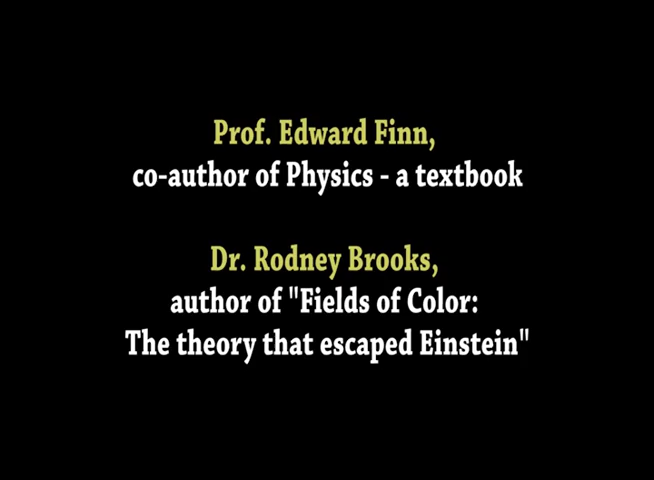 Prof. Edward Finn,
co-author of Physics - a textbook
Dr. Rodney Brooks,
author of "Fields of Color:
The theory that escaped Einstein"